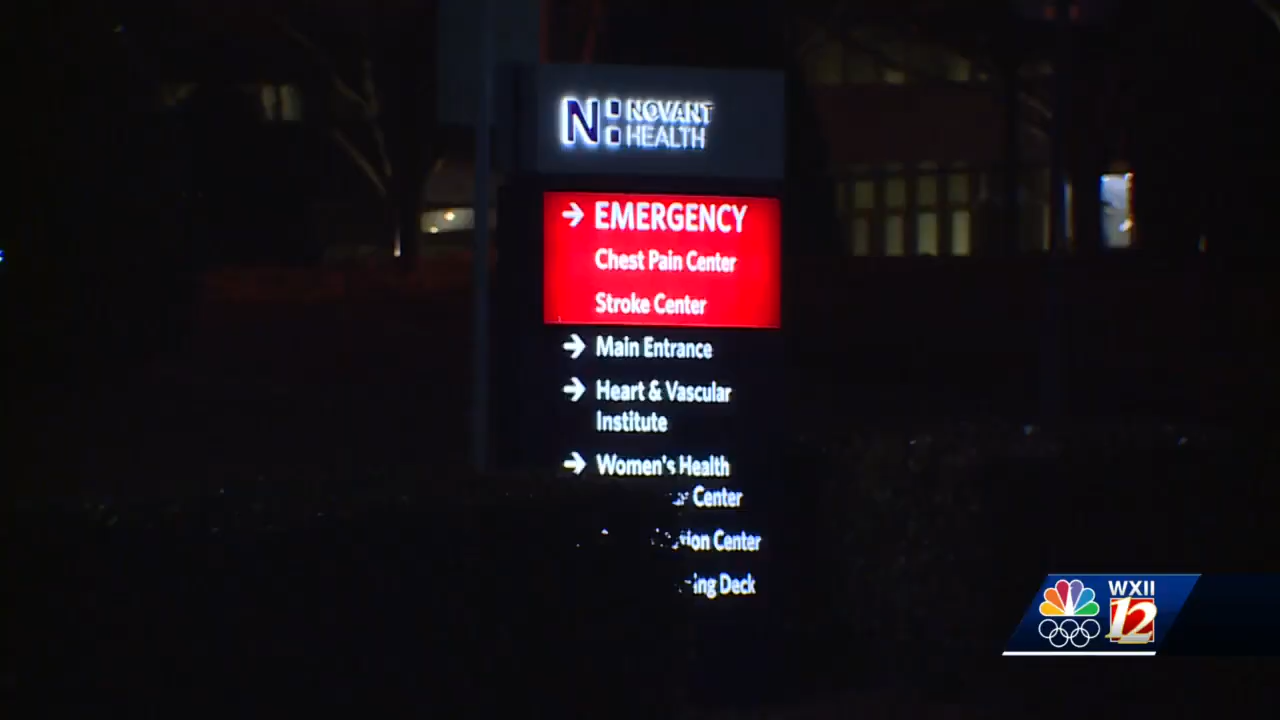 N: NOVANT
HEALTH
→ EMERGENCY
Chest Pain Center
Stroke Center
→ Main Entrance
→ Heart & Vascular
Institute
→ Women's Health
Center
Center
Deck
WXII
12